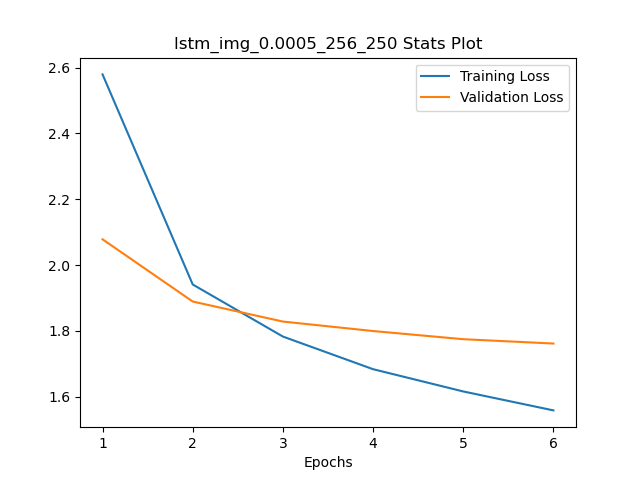 lstm_img_0.0005_256_250 Stats Plot
2.6
2.4
2.2
2.0
1.8
1.6
Training Loss
Validation Loss
1 2 3 4 5 6
Epochs